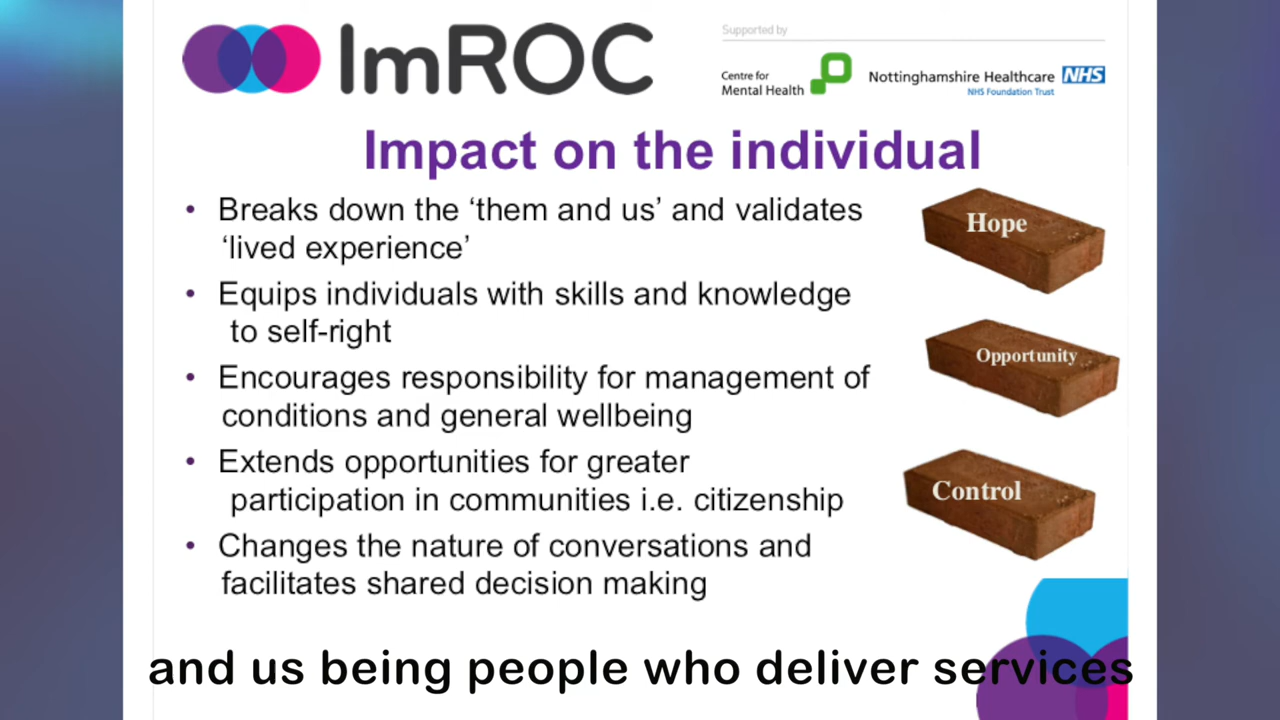 ImROC
Supported by
Centre for
Mental Health
Nottinghamshire Healthcare NHS
NHS Foundation Trust
Impact on the individual
• Breaks down the ‘them and us’ and validates
‘lived experience’
• Equips individuals with skills and knowledge
to self-right
• Encourages responsibility for management of
conditions and general wellbeing
• Extends opportunities for greater
participation in communities i.e. citizenship
• Changes the nature of conversations and
facilitates shared decision making
Hope
Opportunity
Control
and us being people who deliver services